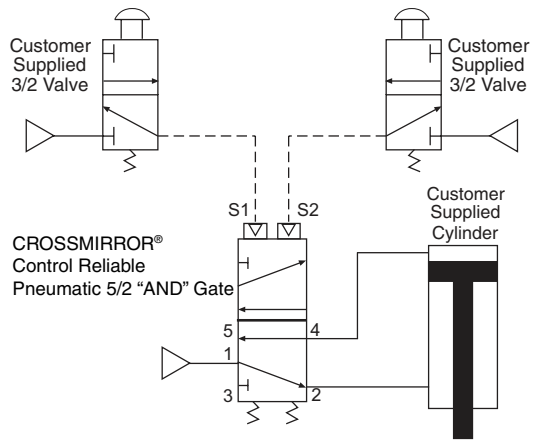 Customer
Supplied
3/2 Valve
Customer
Supplied
3/2 Valve
S1
S2
Customer
Supplied
Cylinder
CROSSMIRROR®
Control Reliable
Pneumatic 5/2 “AND” Gate
5
4
1
3
2